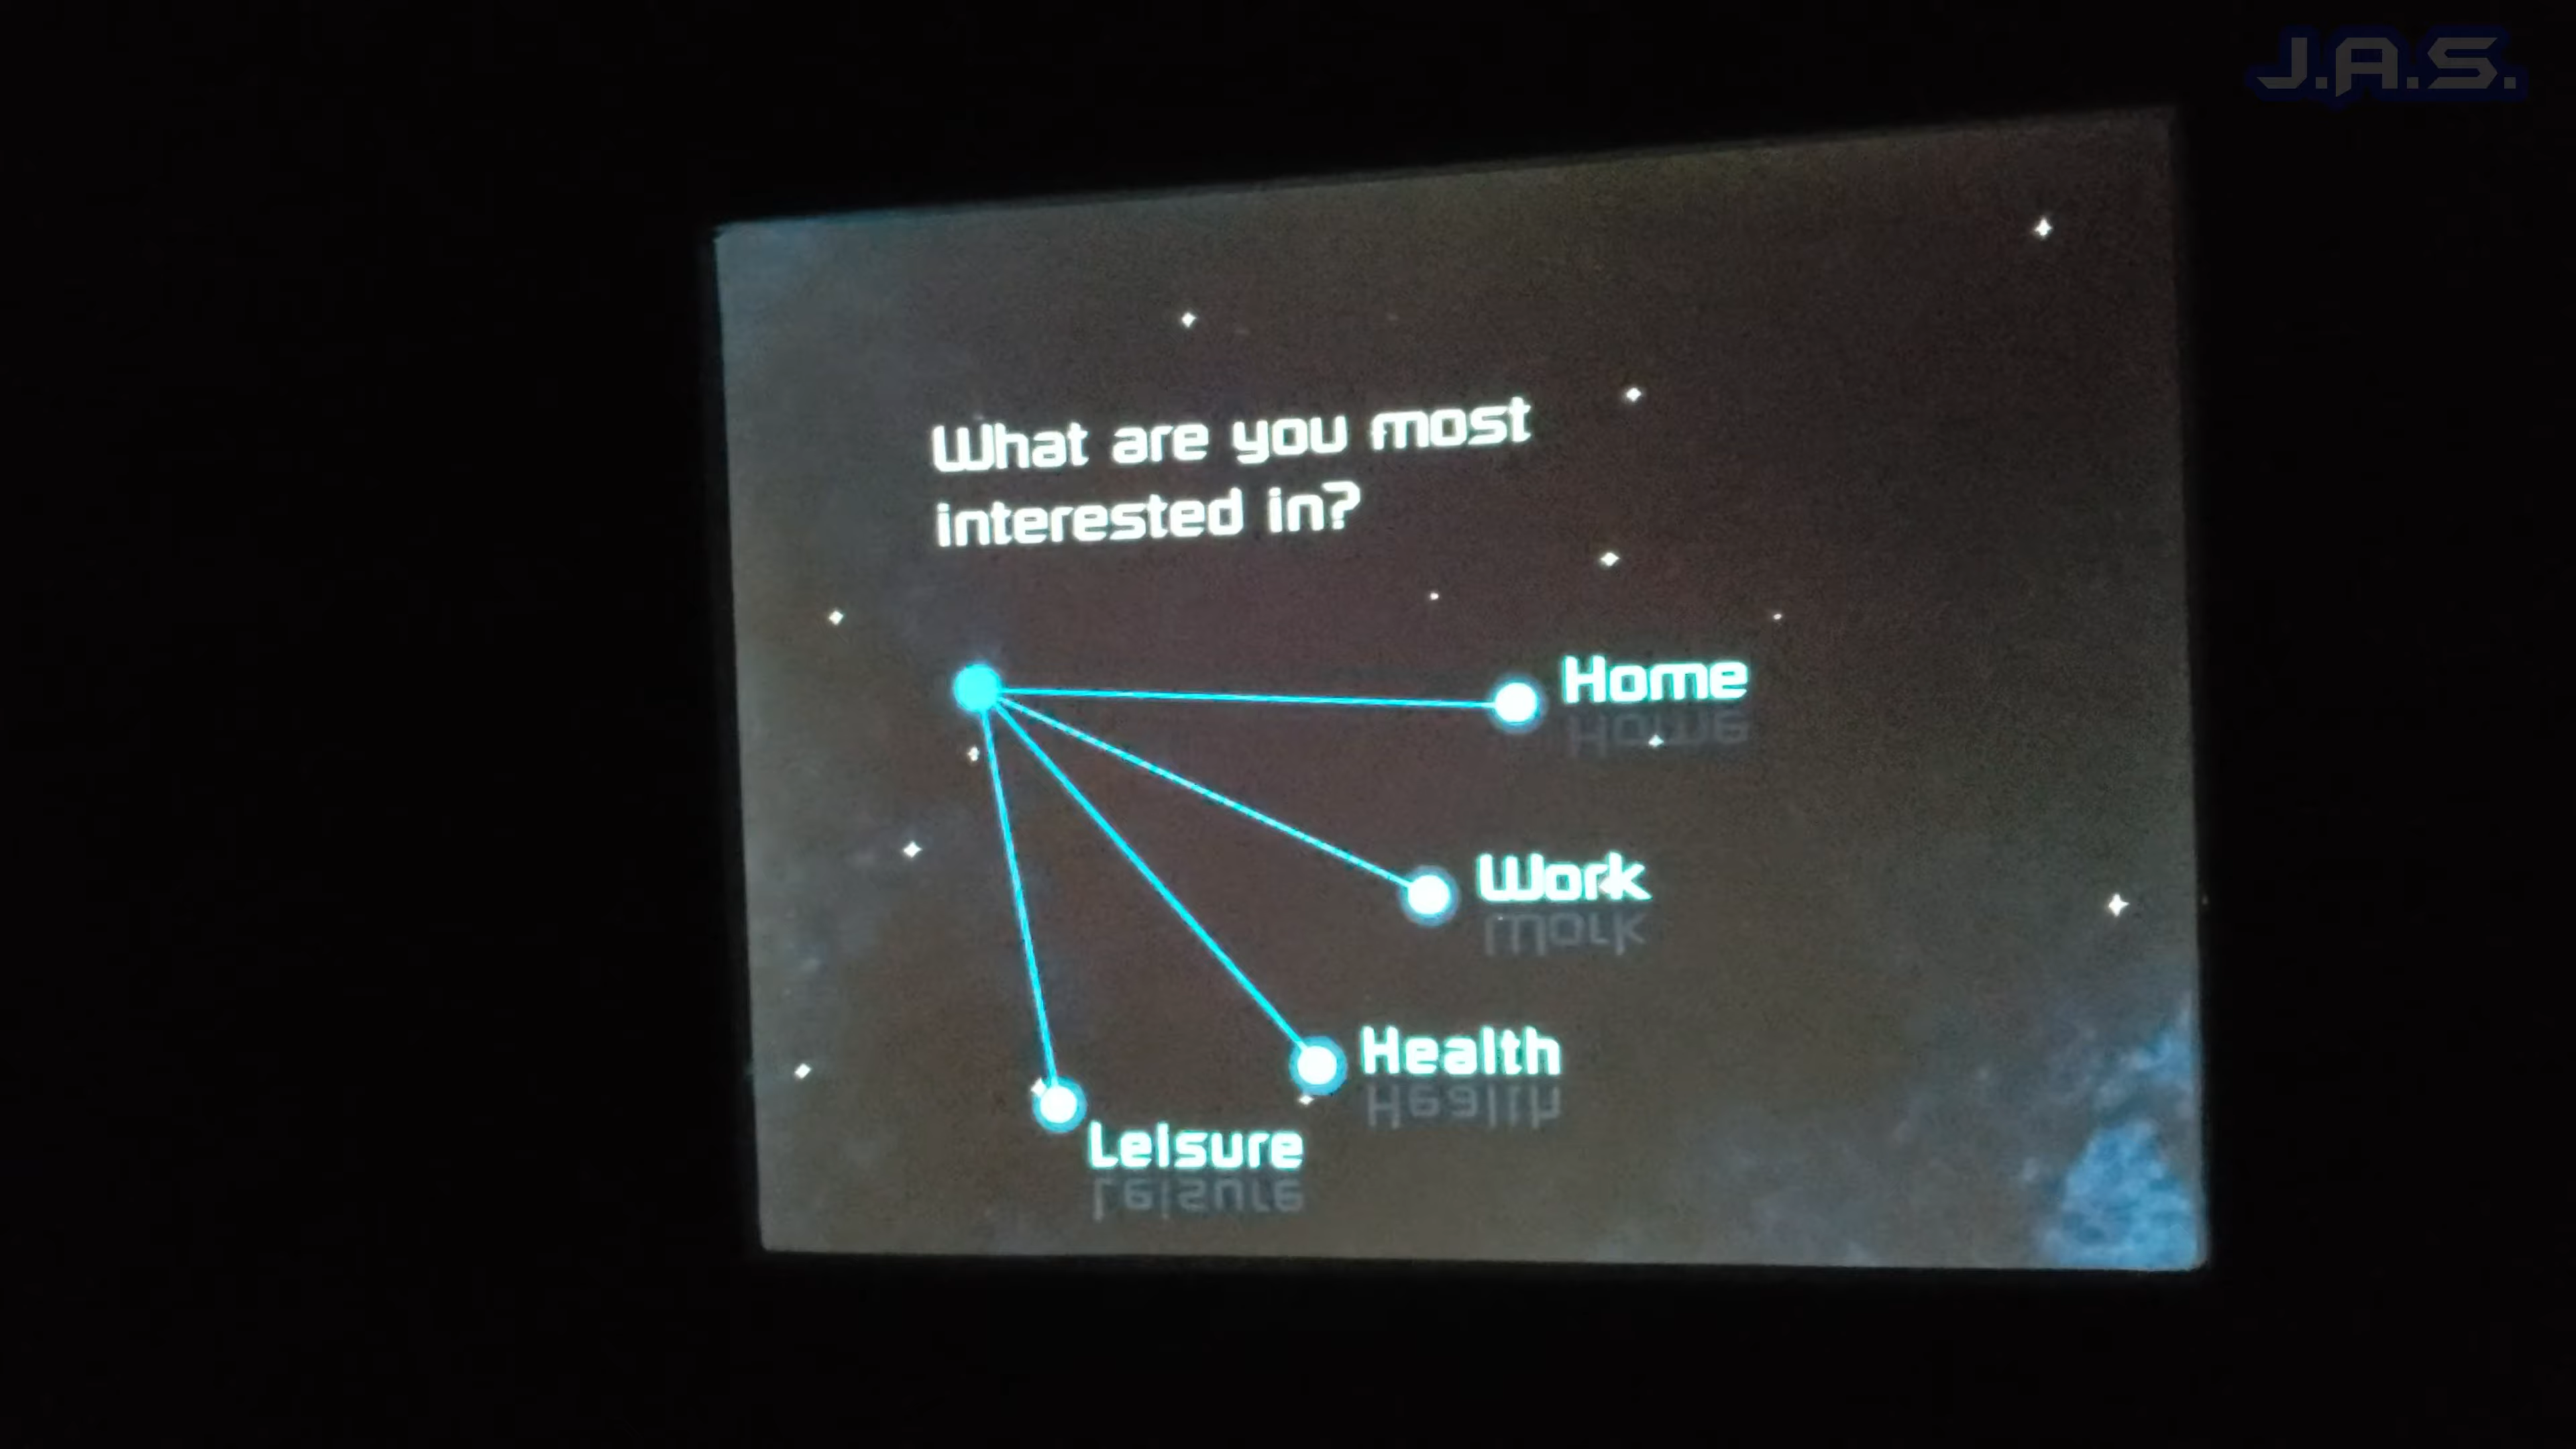 J.A.S.
What are you most
interested in?
Home
Work
Health
Leisure